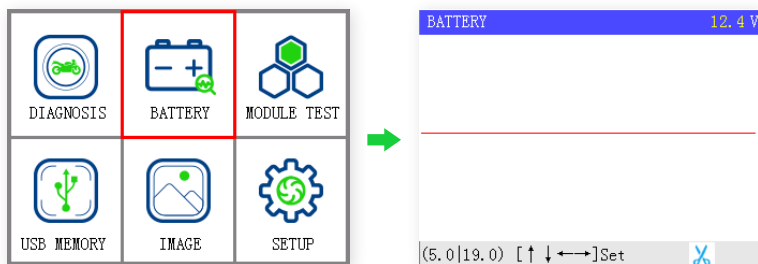 DIAGNOSIS
BATTERY
MODULE TEST
USB MEMORY
IMAGE
SETUP
BATTERY 12.4 V
(5.0|19.0) [↑↓←→]Set